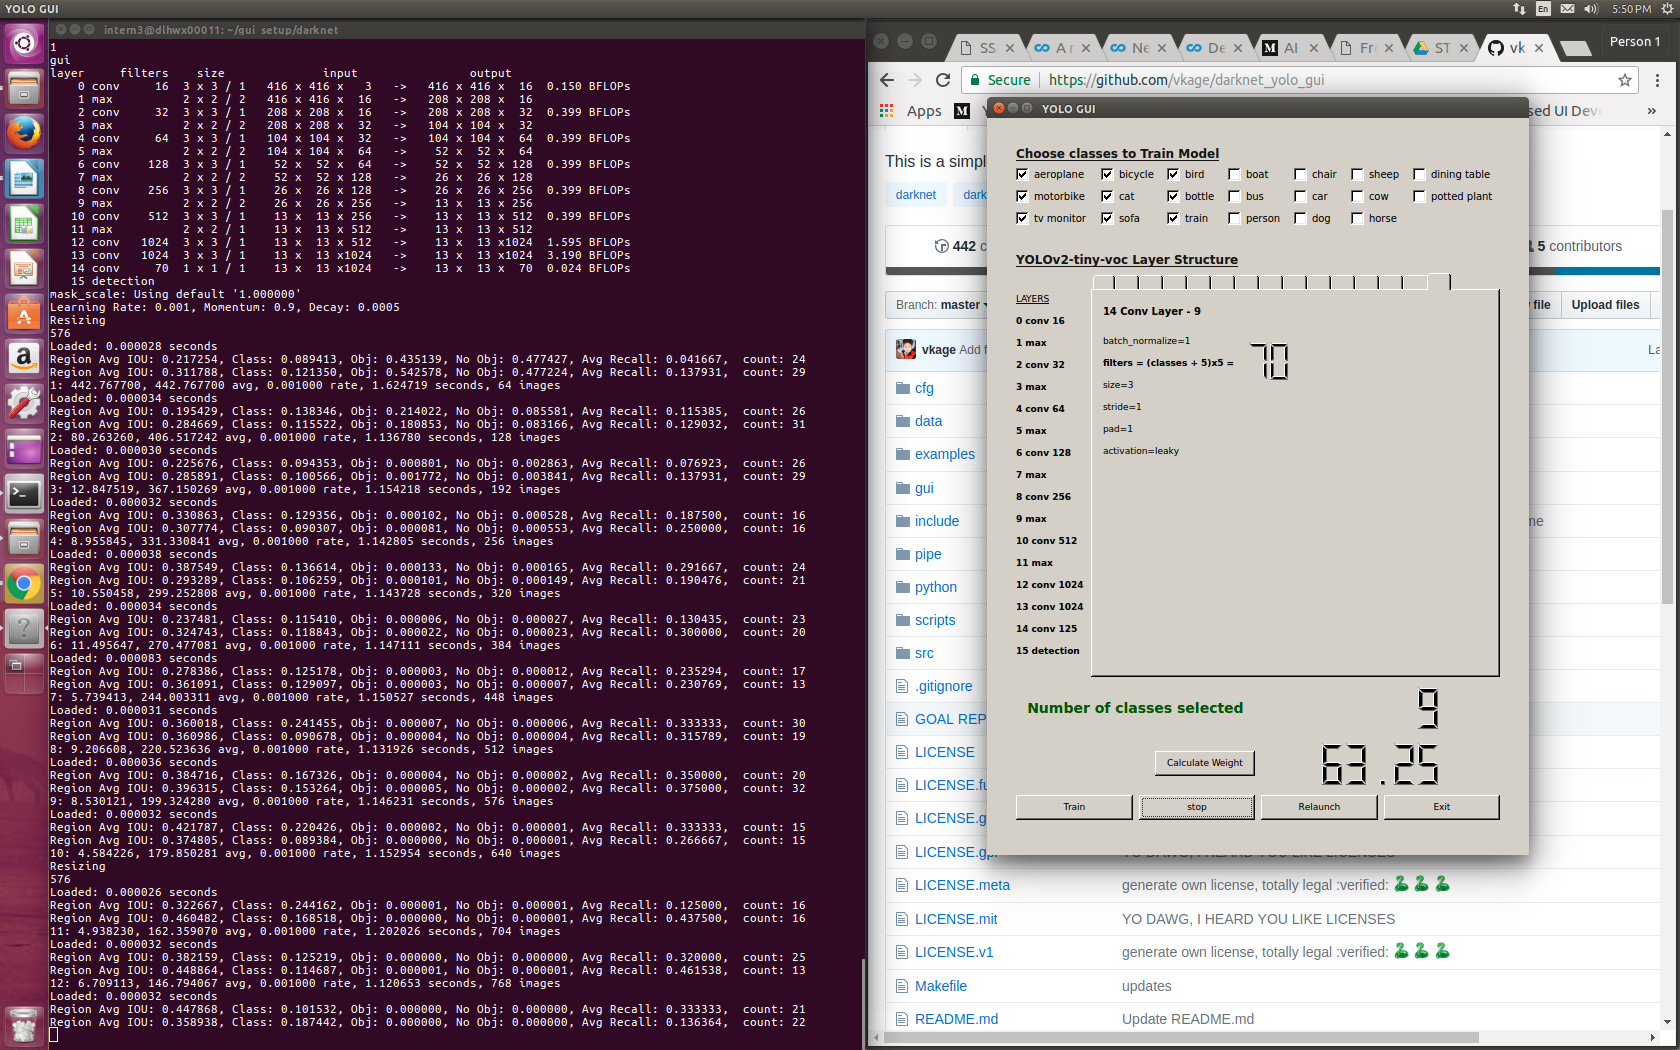 YOLO GUI
En
5:50 PM
intern3@dlhwx00011: ~/gui_setup/darknet
1
gui
layer filters size input output
0 conv 16 3 x 3 / 1 416 x 416 x 3 -> 416 x 416 x 16 0.150 BFLOPs
1 max 2 x 2 / 2 416 x 416 x 16 -> 208 x 208 x 16
2 conv 32 3 x 3 / 1 208 x 208 x 16 -> 208 x 208 x 32 0.399 BFLOPs
3 max 2 x 2 / 2 208 x 208 x 32 -> 104 x 104 x 32
4 conv 64 3 x 3 / 1 104 x 104 x 32 -> 104 x 104 x 64 0.399 BFLOPs
5 max 2 x 2 / 2 104 x 104 x 64 -> 52 x 52 x 64
6 conv 128 3 x 3 / 1 52 x 52 x 64 -> 52 x 52 x 128 0.399 BFLOPs
7 max 2 x 2 / 2 52 x 52 x 128 -> 26 x 26 x 128
8 conv 256 3 x 3 / 1 26 x 26 x 128 -> 26 x 26 x 256 0.399 BFLOPs
9 max 2 x 2 / 2 26 x 26 x 256 -> 13 x 13 x 256
10 conv 512 3 x 3 / 1 13 x 13 x 256 -> 13 x 13 x 512 0.399 BFLOPs
11 max 2 x 2 / 1 13 x 13 x 512 -> 13 x 13 x 512
12 conv 1024 3 x 3 / 1 13 x 13 x 512 -> 13 x 13 x1024 1.595 BFLOPs
13 conv 1024 3 x 3 / 1 13 x 13 x1024 -> 13 x 13 x1024 3.190 BFLOPs
14 conv 70 1 x 1 / 1 13 x 13 x1024 -> 13 x 13 x 70 0.024 BFLOPs
15 detection
mask_scale: Using default '1.000000'
Learning Rate: 0.001, Momentum: 0.9, Decay: 0.0005
Resizing
576
Loaded: 0.000028 seconds
Region Avg IOU: 0.217254, Class: 0.089413, Obj: 0.435139, No Obj: 0.477427, Avg Recall: 0.041667, count: 24
Region Avg IOU: 0.311788, Class: 0.121350, Obj: 0.542578, No Obj: 0.477224, Avg Recall: 0.137931, count: 29
1: 442.767700, 442.767700 avg, 0.001000 rate, 1.624719 seconds, 64 images
Loaded: 0.000034 seconds
Region Avg IOU: 0.195429, Class: 0.138346, Obj: 0.214022, No Obj: 0.085581, Avg Recall: 0.115385, count: 26
Region Avg IOU: 0.284669, Class: 0.115522, Obj: 0.180853, No Obj: 0.083166, Avg Recall: 0.129032, count: 31
2: 80.263260, 406.517242 avg, 0.001000 rate, 1.136780 seconds, 128 images
Loaded: 0.000030 seconds
Region Avg IOU: 0.225676, Class: 0.094353, Obj: 0.000801, No Obj: 0.002863, Avg Recall: 0.076923, count: 26
Region Avg IOU: 0.285891, Class: 0.100566, Obj: 0.001772, No Obj: 0.003841, Avg Recall: 0.137931, count: 29
3: 12.847519, 367.150269 avg, 0.001000 rate, 1.154218 seconds, 192 images
Loaded: 0.000032 seconds
Region Avg IOU: 0.330863, Class: 0.129356, Obj: 0.000102, No Obj: 0.000528, Avg Recall: 0.187500, count: 16
Region Avg IOU: 0.307774, Class: 0.090307, Obj: 0.000081, No Obj: 0.000553, Avg Recall: 0.250000, count: 16
4: 8.955845, 331.330841 avg, 0.001000 rate, 1.142805 seconds, 256 images
Loaded: 0.000038 seconds
Region Avg IOU: 0.387549, Class: 0.136614, Obj: 0.000133, No Obj: 0.000165, Avg Recall: 0.291667, count: 24
Region Avg IOU: 0.293289, Class: 0.106259, Obj: 0.000101, No Obj: 0.000149, Avg Recall: 0.190476, count: 21
5: 10.550458, 299.252808 avg, 0.001000 rate, 1.143728 seconds, 320 images
Loaded: 0.000034 seconds
Region Avg IOU: 0.237481, Class: 0.115410, Obj: 0.000006, No Obj: 0.000027, Avg Recall: 0.130435, count: 23
Region Avg IOU: 0.324743, Class: 0.118843, Obj: 0.000022, No Obj: 0.000023, Avg Recall: 0.300000, count: 20
6: 11.495647, 270.477081 avg, 0.001000 rate, 1.147111 seconds, 384 images
Loaded: 0.000083 seconds
Region Avg IOU: 0.278386, Class: 0.125178, Obj: 0.000003, No Obj: 0.000012, Avg Recall: 0.235294, count: 17
Region Avg IOU: 0.361091, Class: 0.129097, Obj: 0.000003, No Obj: 0.000007, Avg Recall: 0.230769, count: 13
7: 5.739413, 244.003311 avg, 0.001000 rate, 1.150527 seconds, 448 images
Loaded: 0.000031 seconds
Region Avg IOU: 0.360018, Class: 0.241455, Obj: 0.000007, No Obj: 0.000006, Avg Recall: 0.333333, count: 30
Region Avg IOU: 0.360986, Class: 0.090678, Obj: 0.000004, No Obj: 0.000004, Avg Recall: 0.315789, count: 19
8: 9.206608, 220.523636 avg, 0.001000 rate, 1.131926 seconds, 512 images
Loaded: 0.000036 seconds
Region Avg IOU: 0.384716, Class: 0.167326, Obj: 0.000004, No Obj: 0.000002, Avg Recall: 0.350000, count: 20
Region Avg IOU: 0.396315, Class: 0.153264, Obj: 0.000005, No Obj: 0.000002, Avg Recall: 0.375000, count: 32
9: 8.530121, 199.324280 avg, 0.001000 rate, 1.146231 seconds, 576 images
Loaded: 0.000032 seconds
Region Avg IOU: 0.421787, Class: 0.220426, Obj: 0.000002, No Obj: 0.000001, Avg Recall: 0.333333, count: 15
Region Avg IOU: 0.374805, Class: 0.089384, Obj: 0.000000, No Obj: 0.000001, Avg Recall: 0.266667, count: 15
10: 4.584226, 179.850281 avg, 0.001000 rate, 1.152954 seconds, 640 images
Resizing
576
Loaded: 0.000026 seconds
Region Avg IOU: 0.322667, Class: 0.244162, Obj: 0.000001, No Obj: 0.000001, Avg Recall: 0.125000, count: 16
Region Avg IOU: 0.460482, Class: 0.168518, Obj: 0.000000, No Obj: 0.000001, Avg Recall: 0.437500, count: 16
11: 4.938230, 162.359070 avg, 0.001000 rate, 1.202026 seconds, 704 images
Loaded: 0.000032 seconds
Region Avg IOU: 0.382159, Class: 0.125219, Obj: 0.000000, No Obj: 0.000001, Avg Recall: 0.320000, count: 25
Region Avg IOU: 0.448864, Class: 0.114687, Obj: 0.000001, No Obj: 0.000001, Avg Recall: 0.461538, count: 13
12: 6.709113, 146.794067 avg, 0.001000 rate, 1.120653 seconds, 768 images
Loaded: 0.000032 seconds
Region Avg IOU: 0.447868, Class: 0.101532, Obj: 0.000000, No Obj: 0.000000, Avg Recall: 0.333333, count: 21
Region Avg IOU: 0.358938, Class: 0.187442, Obj: 0.000000, No Obj: 0.000000, Avg Recall: 0.136364, count: 22
SS
A r
Ne
De
AI
Fr
ST
vk
Person 1
Secure https://github.com/vkage/darknet_yolo_gui
Apps
sed UI Dev
This is a simpl
darknet
dark
442 c
5 contributors
Branch: master
file
Upload files
vkage Add f
La
cfg
data
examples
gui
include
me
pipe
python
scripts
src
.gitignore
GOAL REP
LICENSE
LICENSE.fu
LICENSE.g
LICENSE.gpl
YO DAWG, I HEARD YOU LIKE LICENSES
LICENSE.meta generate own license, totally legal :verified: 🐍 🐍 🐍
LICENSE.mit YO DAWG, I HEARD YOU LIKE LICENSES
LICENSE.v1 generate own license, totally legal :verified: 🐍 🐍 🐍
Makefile updates
README.md Update README.md
YOLO GUI
Choose classes to Train Model
aeroplane bicycle bird boat chair sheep dining table
motorbike cat bottle bus car cow potted plant
tv monitor sofa train person dog horse
YOLOv2-tiny-voc Layer Structure
LAYERS
0 conv 16
1 max
2 conv 32
3 max
4 conv 64
5 max
6 conv 128
7 max
8 conv 256
9 max
10 conv 512
11 max
12 conv 1024
13 conv 1024
14 conv 125
15 detection
14 Conv Layer - 9
batch_normalize=1
filters = (classes + 5)x5 = 70
size=3
stride=1
pad=1
activation=leaky
Number of classes selected 9
Calculate Weight 63.25
Train stop Relaunch Exit